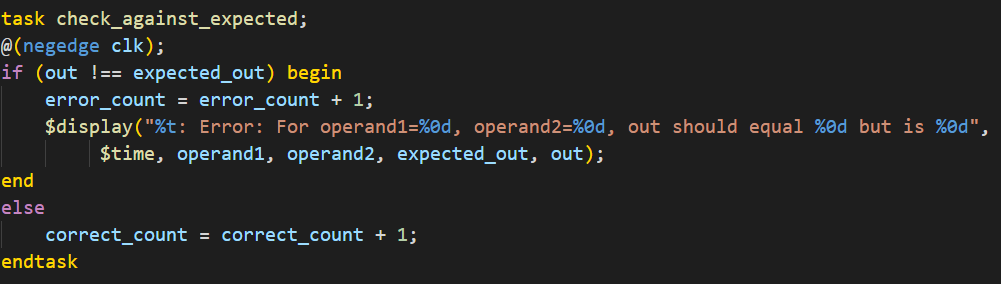 task check_against_expected;
@(negedge clk);
if (out !== expected_out) begin
    error_count = error_count + 1;
    $display("%t: Error: For operand1=%0d, operand2=%0d, out should equal %0d but is %0d",
         $time, operand1, operand2, expected_out, out);
end
else
    correct_count = correct_count + 1;
endtask